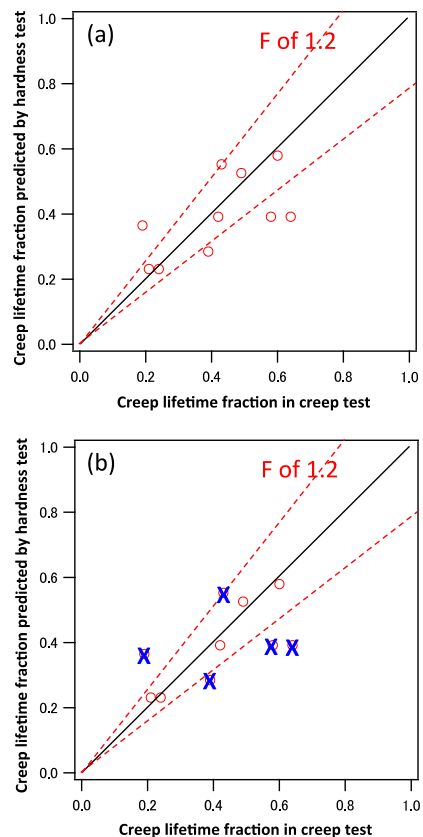 (a)
F of 1.2
Creep lifetime fraction predicted by hardness test
1.0
0.8
0.6
0.4
0.2
0.0
0.0 0.2 0.4 0.6 0.8 1.0
Creep lifetime fraction in creep test
(b)
F of 1.2
Creep lifetime fraction predicted by hardness test
1.0
0.8
0.6
0.4
0.2
0.0
X
X
X
X
X
0.0 0.2 0.4 0.6 0.8 1.0
Creep lifetime fraction in creep test